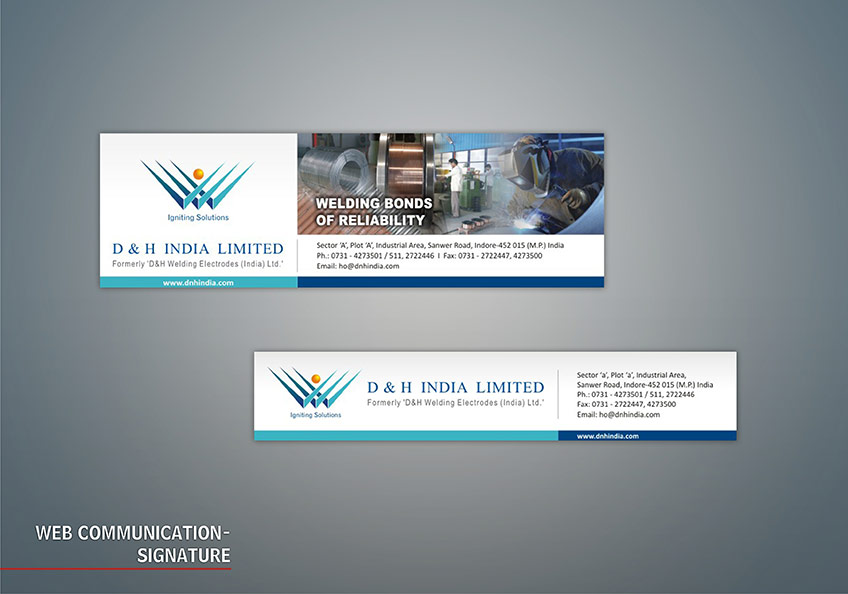 Igniting Solutions
D & H INDIA LIMITED
Formerly 'D&H Welding Electrodes (India) Ltd.'
www.dnhindia.com
WELDING BONDS
OF RELIABILITY
Sector 'A', Plot 'A', Industrial Area, Sanwer Road, Indore-452 015 (M.P.) India
Ph.: 0731 - 4273501 / 511, 2722446 I Fax: 0731 - 2722447, 4273500
Email: ho@dnhindia.com
Igniting Solutions
D & H INDIA LIMITED
Formerly 'D&H Welding Electrodes (India) Ltd.'
Sector 'a', Plot 'a', Industrial Area,
Sanwer Road, Indore-452 015 (M.P.) India
Ph.: 0731 - 4273501 / 511, 2722446
Fax: 0731 - 2722447, 4273500
Email: ho@dnhindia.com
www.dnhindia.com
WEB COMMUNICATION-
SIGNATURE